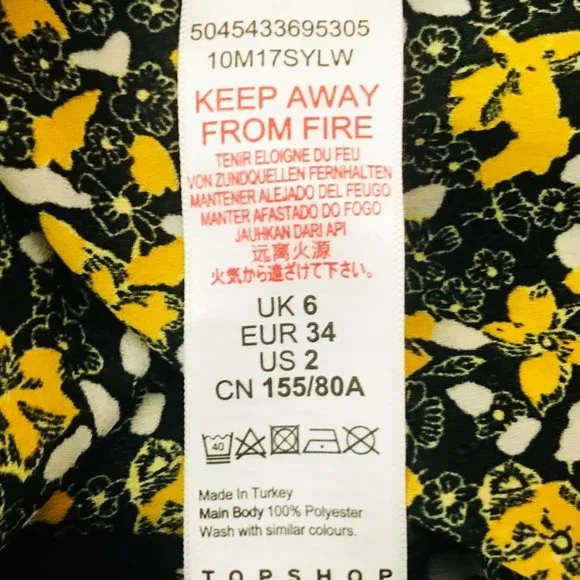 5045433695305
10M17SYLW
KEEP AWAY
FROM FIRE
TENIR ELOIGNE DU FEU
VON ZUNDQUELLEN FERNHALTEN
MANTENER ALEJADO DEL FEUGO
MANTER AFASTADO DO FOGO
JAUHKAN DARI API
远离火源
火気から遠ざけて下さい。
UK 6
EUR 34
US 2
CN 155/80A
40
Made In Turkey
Main Body 100% Polyester
Wash with similar colours.
TOPSHOP